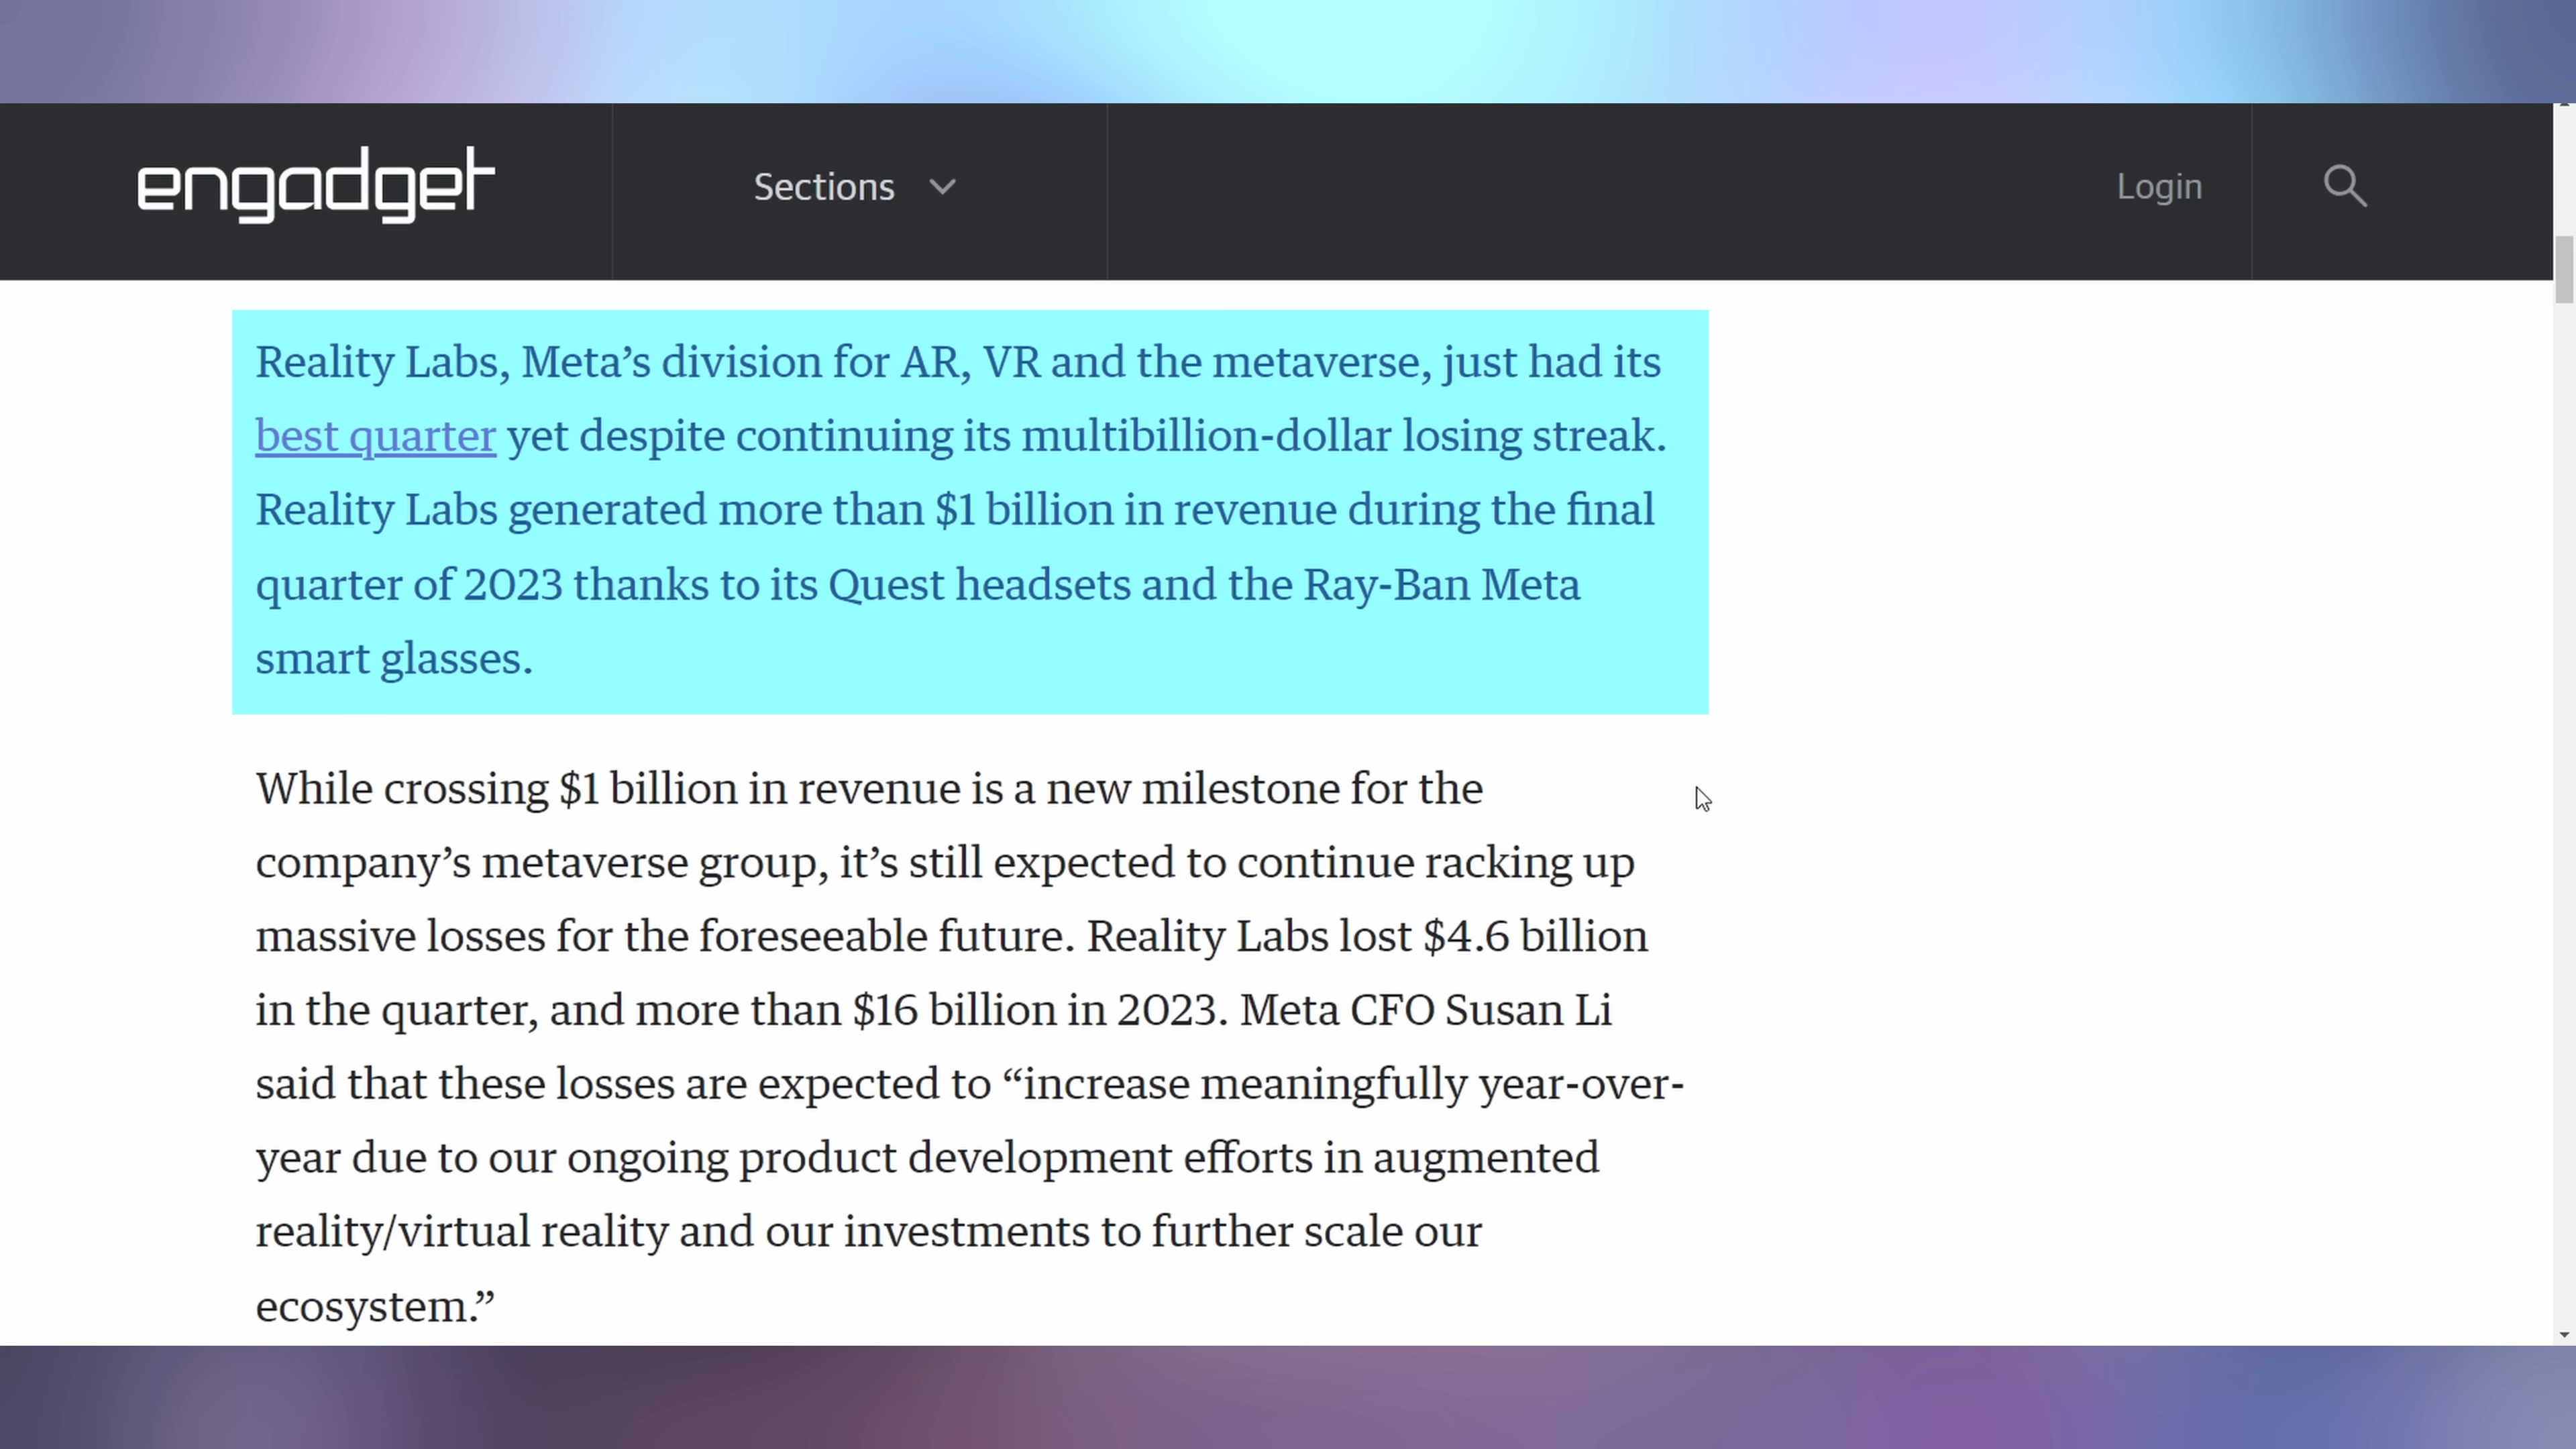 engadget
Sections
Login
Reality Labs, Meta’s division for AR, VR and the metaverse, just had its
best quarter yet despite continuing its multibillion-dollar losing streak.
Reality Labs generated more than $1 billion in revenue during the final
quarter of 2023 thanks to its Quest headsets and the Ray-Ban Meta
smart glasses.
While crossing $1 billion in revenue is a new milestone for the
company’s metaverse group, it’s still expected to continue racking up
massive losses for the foreseeable future. Reality Labs lost $4.6 billion
in the quarter, and more than $16 billion in 2023. Meta CFO Susan Li
said that these losses are expected to “increase meaningfully year-over-
year due to our ongoing product development efforts in augmented
reality/virtual reality and our investments to further scale our
ecosystem.”